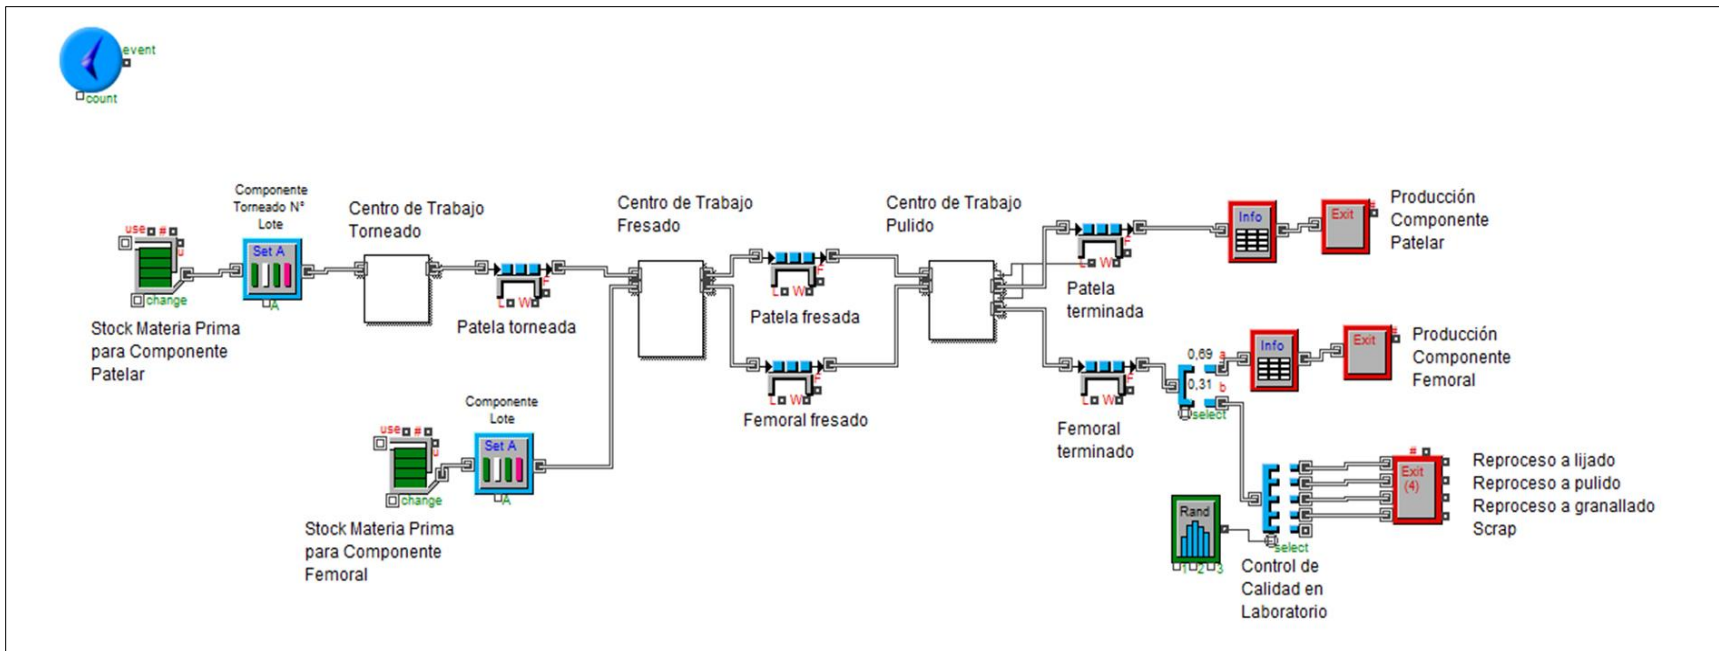 event
count
Componente
Torneado N°
Lote
use #
u
change
Set A
A
Stock Materia Prima
para Componente
Patelar
Centro de Trabajo
Torneado
L W
F
Patela torneada
Componente
Lote
use #
u
change
Set A
A
Stock Materia Prima
para Componente
Femoral
Centro de Trabajo
Fresado
L W
F
Patela fresada
L W
F
Femoral fresado
Centro de Trabajo
Pulido
L W
F
Patela
terminada
Info
Exit
#
Producción
Componente
Patelar
L W
F
Femoral
terminado
0,69 a
0,31 b
select
Info
Exit
#
Producción
Componente
Femoral
Rand
1 2 3
select
Control de
Calidad en
Laboratorio
#
Exit
(4)
Reproceso a lijado
Reproceso a pulido
Reproceso a granallado
Scrap